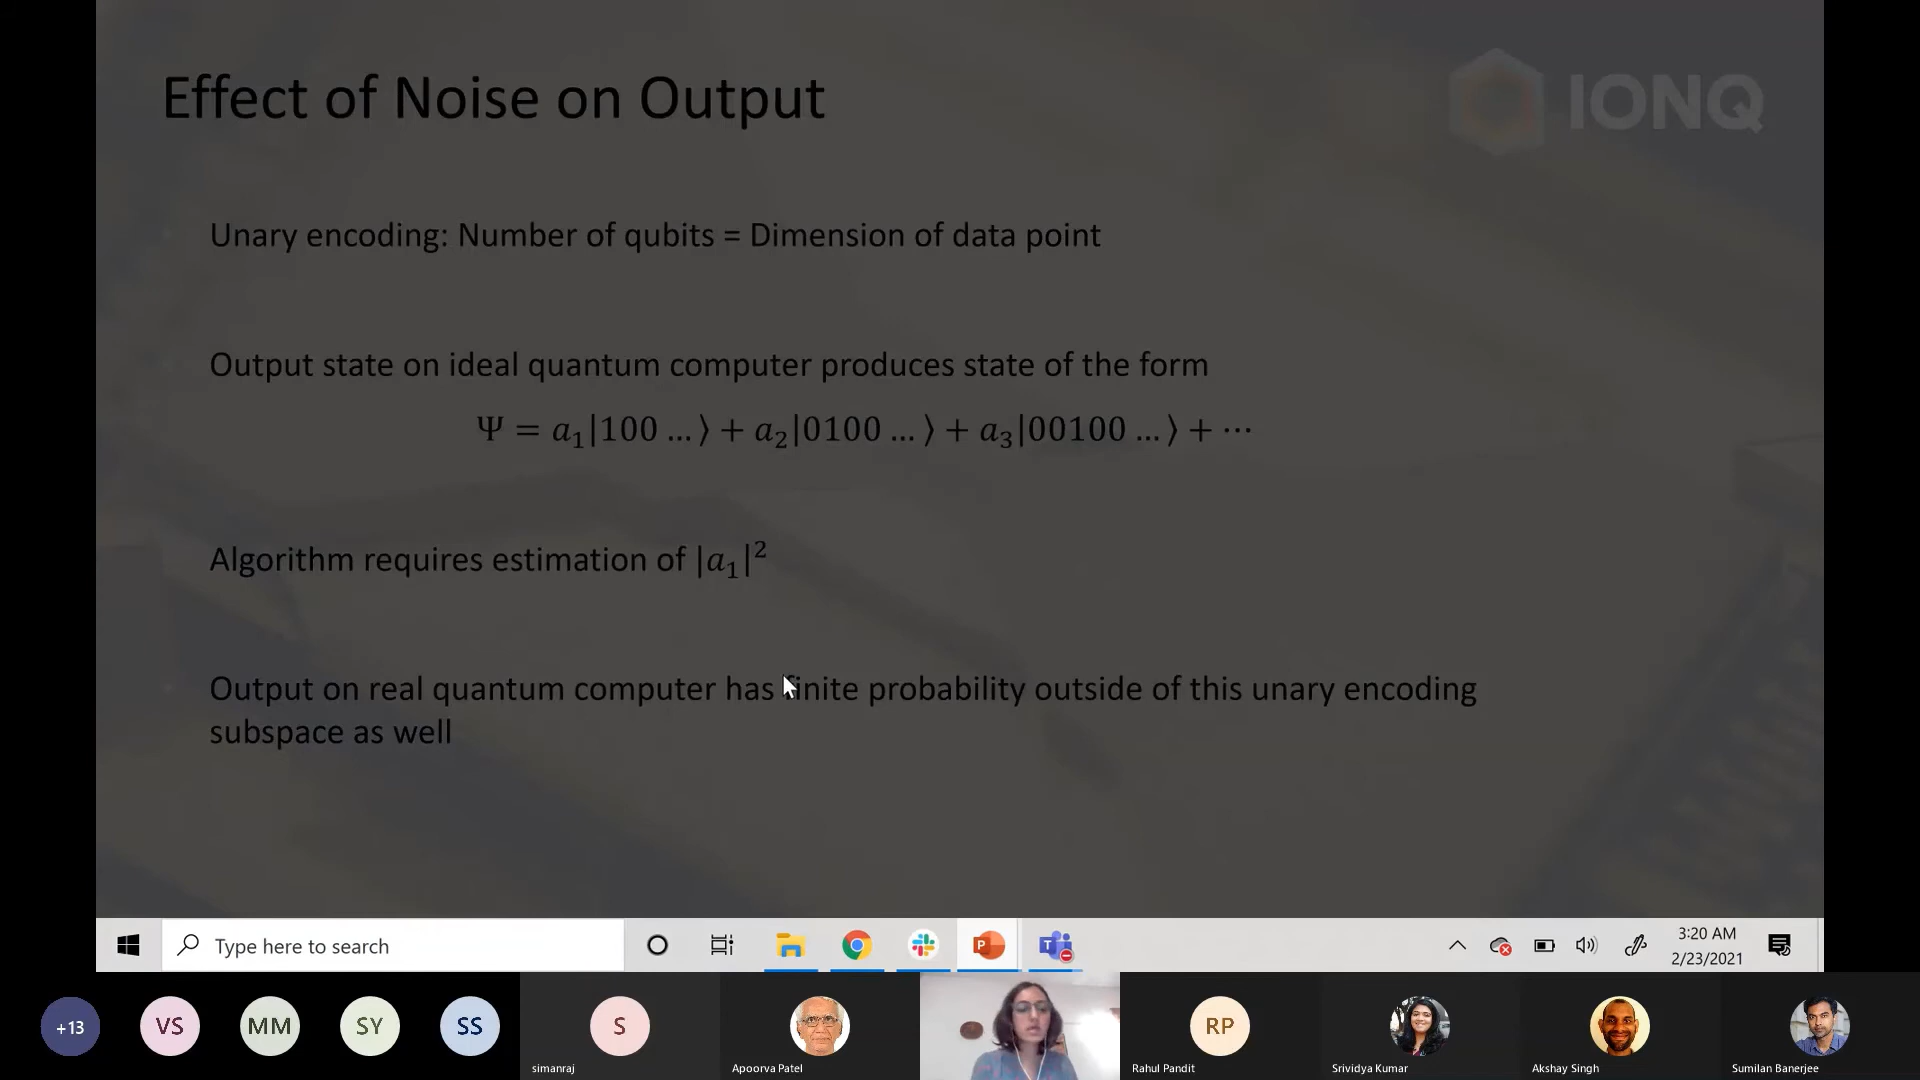 Effect of Noise on Output
IONQ
Unary encoding: Number of qubits = Dimension of data point
Output state on ideal quantum computer produces state of the form
Ψ = a₁|100 … ⟩ + a₂|0100 … ⟩ + a₃|00100 … ⟩ + ⋯
Algorithm requires estimation of |a₁|²
Output on real quantum computer has finite probability outside of this unary encoding
subspace as well
Type here to search
3:20 AM
2/23/2021
+13
VS
MM
SY
SS
S
RP
simanraj
Apoorva Patel
Rahul Pandit
Srividya Kumar
Akshay Singh
Sumilan Banerjee